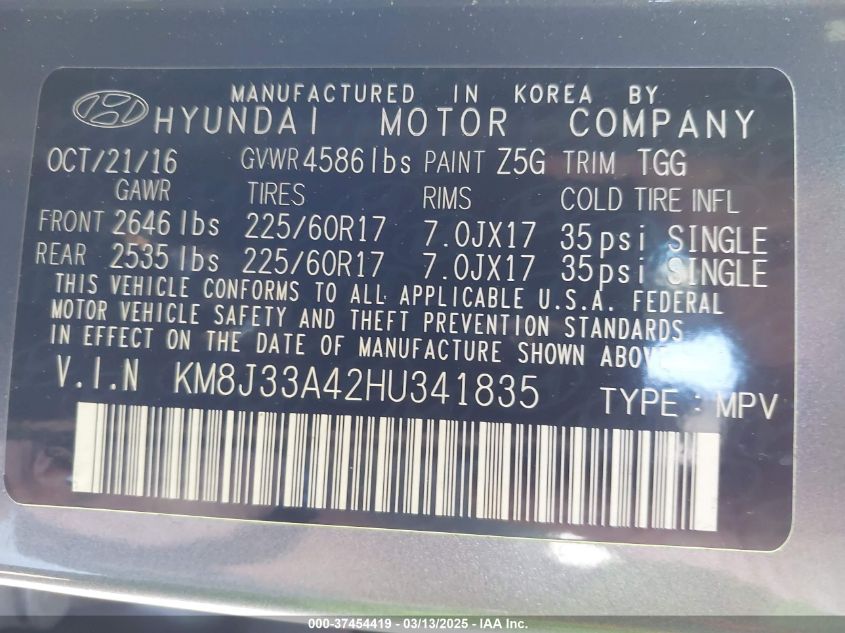 MANUFACTURED IN KOREA BY
HYUNDAI MOTOR COMPANY
OCT/21/16 GVWR 4586 lbs PAINT Z5G TRIM TGG
GAWR TIRES RIMS COLD TIRE INFL
FRONT 2646 lbs 225/60R17 7.0JX17 35psi SINGLE
REAR 2535 lbs 225/60R17 7.0JX17 35psi SINGLE
THIS VEHICLE CONFORMS TO ALL APPLICABLE U.S.A. FEDERAL
MOTOR VEHICLE SAFETY AND THEFT PREVENTION STANDARDS
IN EFFECT ON THE DATE OF MANUFACTURE SHOWN ABOVE
V.I.N KM8J33A42HU341835 TYPE : MPV
000-37454419 - 03/13/2025 - IAA Inc.